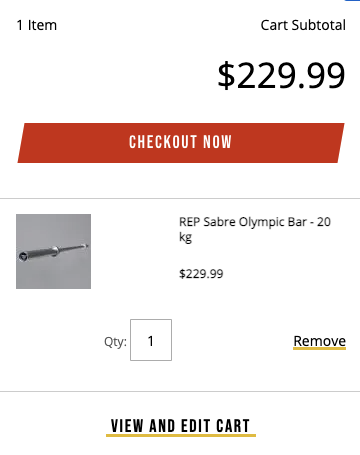 1 Item Cart Subtotal
$229.99
CHECKOUT NOW
REP Sabre Olympic Bar - 20
kg
$229.99
Qty: 1 Remove
VIEW AND EDIT CART